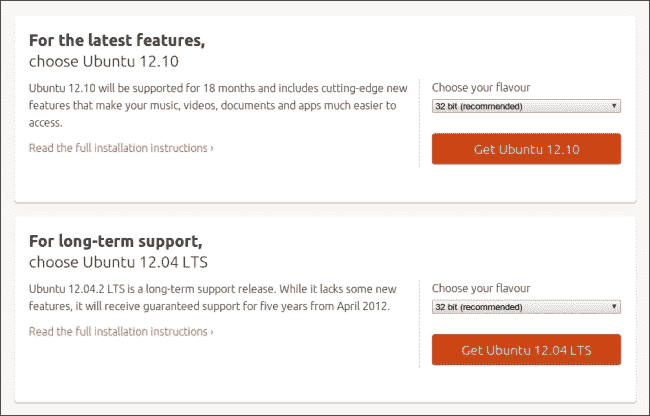 For the latest features,
choose Ubuntu 12.10
Ubuntu 12.10 will be supported for 18 months and includes cutting-edge new
features that make your music, videos, documents and apps much easier to
access.
Read the full installation instructions ›
Choose your flavour
32 bit (recommended)
Get Ubuntu 12.10
For long-term support,
choose Ubuntu 12.04 LTS
Ubuntu 12.04.2 LTS is a long-term support release. While it lacks some new
features, it will receive guaranteed support for five years from April 2012.
Read the full installation instructions ›
Choose your flavour
32 bit (recommended)
Get Ubuntu 12.04 LTS